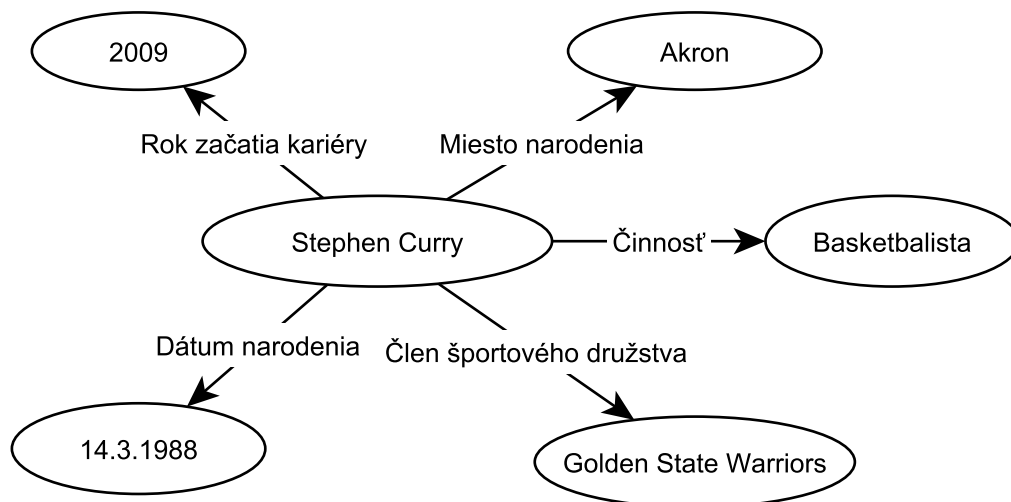 2009
Akron
Rok začatia kariéry
Miesto narodenia
Stephen Curry
Činnosť
Basketbalista
Dátum narodenia
Člen športového družstva
14.3.1988
Golden State Warriors